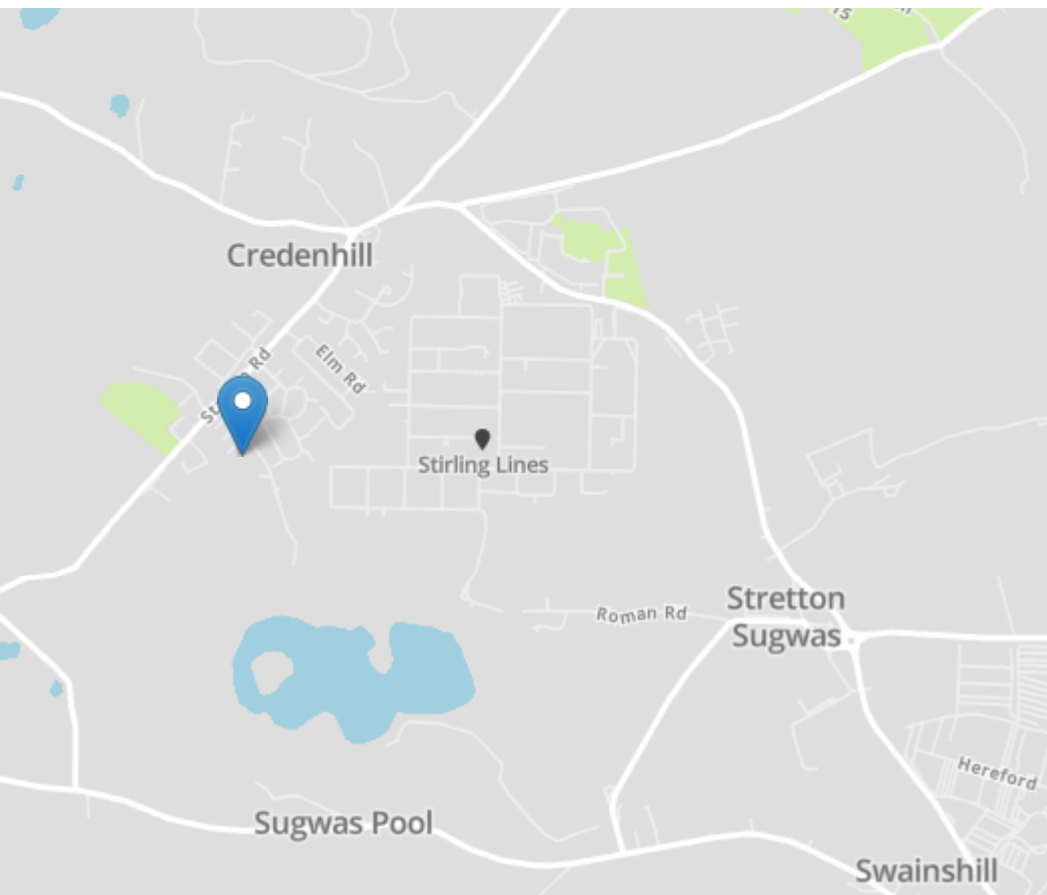 Credenhill
Elm Rd
Stirling Lines
Stretton
Sugwas
Roman Rd
Hereford
Sugwas Pool
Swainshill